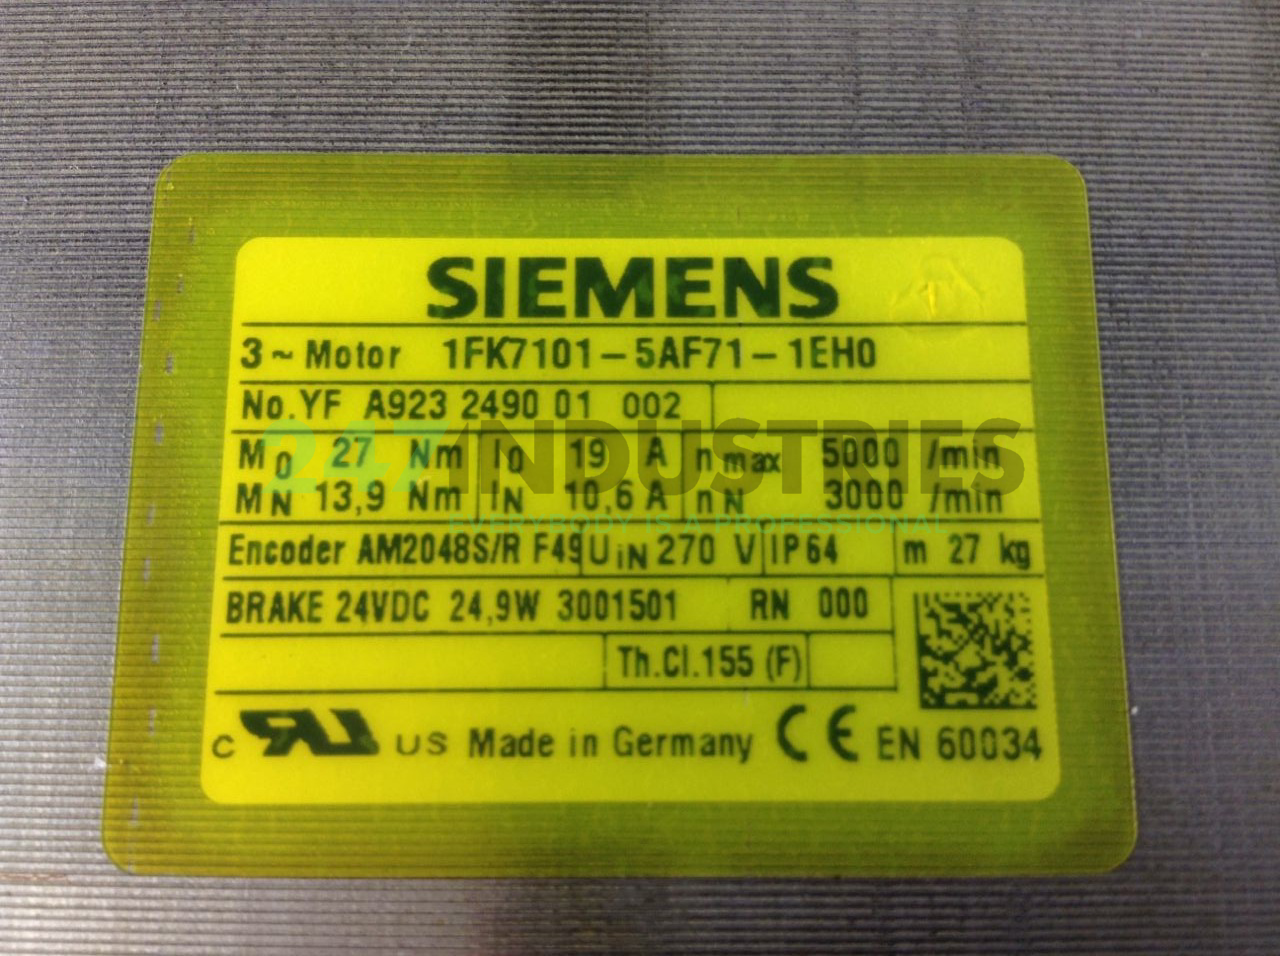 SIEMENS
3 ~ Motor 1FK7101-5AF71-1EH0
No.YF A923 2490 01 002
M0 27 Nm I0 19 A nmax 5000 /min
247INDUSTRIES
MN 13,9 Nm IN 10,6 A nN 3000 /min
EVERYBODY IS A PROFESSIONAL
Encoder AM2048S/R F49 UiN 270 V IP64 m 27 kg
BRAKE 24VDC 24,9W 3001501 RN 000
Th.Cl.155 (F)
C RU US Made in Germany CE EN 60034